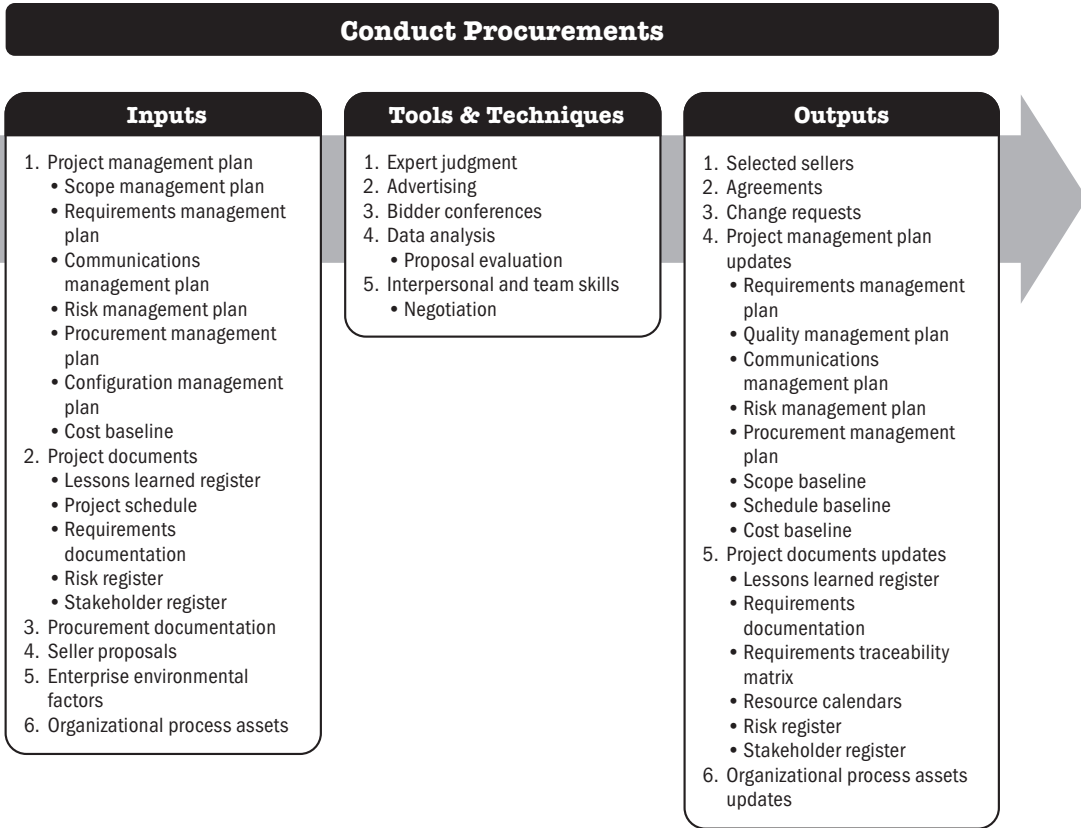 Conduct Procurements
Inputs
1. Project management plan
• Scope management plan
• Requirements management
plan
• Communications
management plan
• Risk management plan
• Procurement management
plan
• Configuration management
plan
• Cost baseline
2. Project documents
• Lessons learned register
• Project schedule
• Requirements
documentation
• Risk register
• Stakeholder register
3. Procurement documentation
4. Seller proposals
5. Enterprise environmental
factors
6. Organizational process assets
Tools & Techniques
1. Expert judgment
2. Advertising
3. Bidder conferences
4. Data analysis
• Proposal evaluation
5. Interpersonal and team skills
• Negotiation
Outputs
1. Selected sellers
2. Agreements
3. Change requests
4. Project management plan
updates
• Requirements management
plan
• Quality management plan
• Communications
management plan
• Risk management plan
• Procurement management
plan
• Scope baseline
• Schedule baseline
• Cost baseline
5. Project documents updates
• Lessons learned register
• Requirements
documentation
• Requirements traceability
matrix
• Resource calendars
• Risk register
• Stakeholder register
6. Organizational process assets
updates